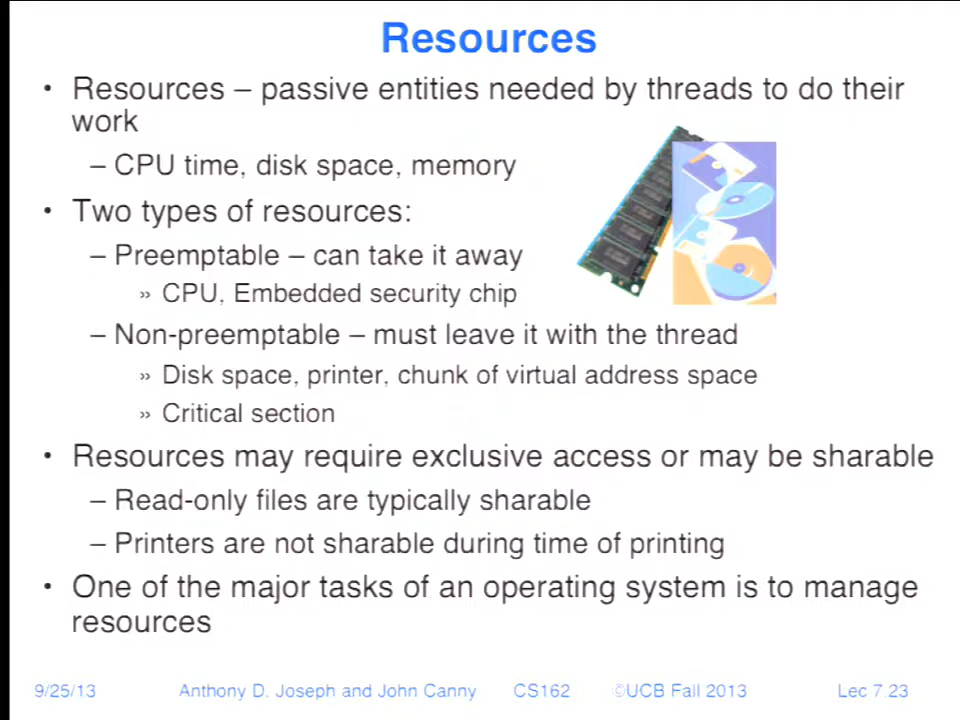 Resources
• Resources – passive entities needed by threads to do their
work
– CPU time, disk space, memory
• Two types of resources:
– Preemptable – can take it away
» CPU, Embedded security chip
– Non-preemptable – must leave it with the thread
» Disk space, printer, chunk of virtual address space
» Critical section
• Resources may require exclusive access or may be sharable
– Read-only files are typically sharable
– Printers are not sharable during time of printing
• One of the major tasks of an operating system is to manage
resources
9/25/13 Anthony D. Joseph and John Canny CS162 ©UCB Fall 2013 Lec 7.23